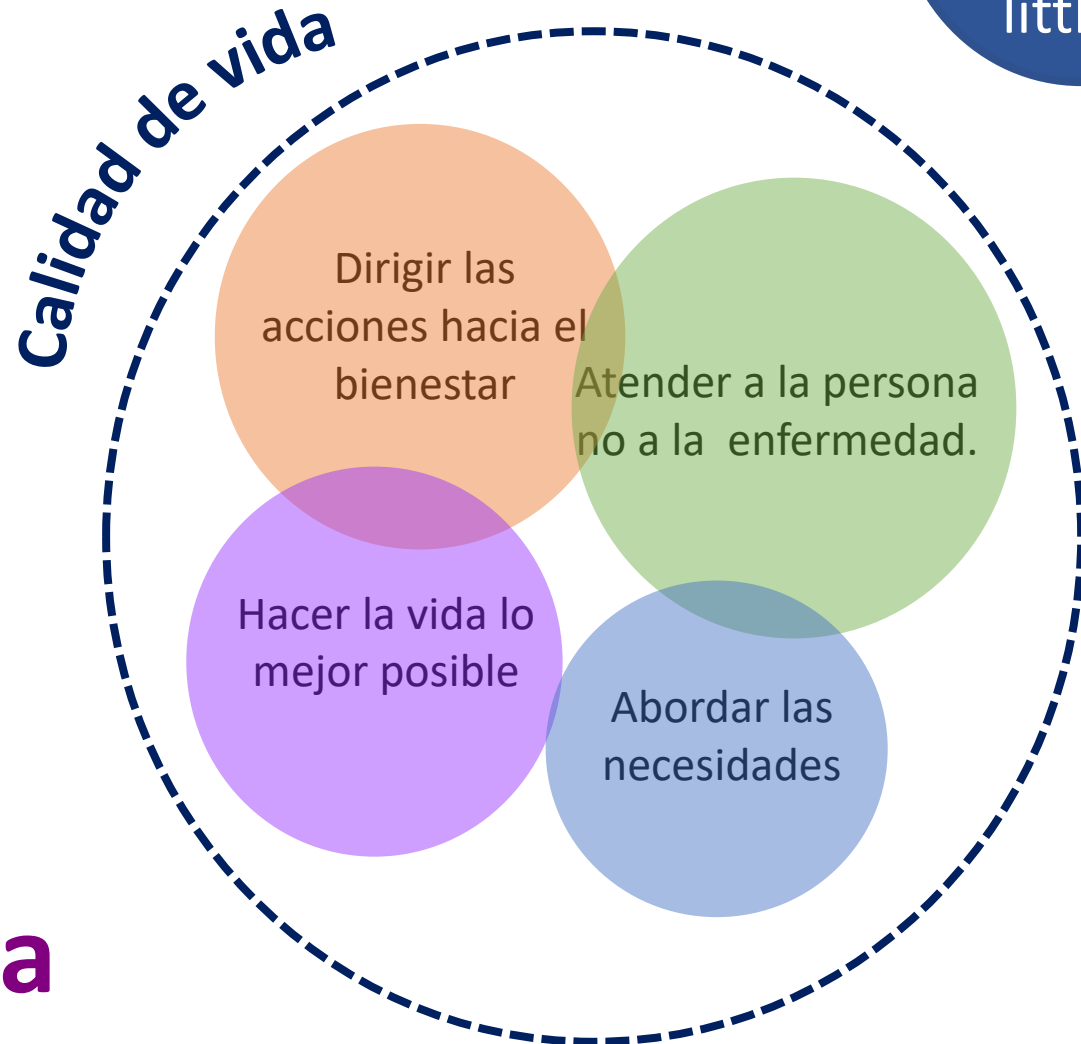 Calidad de vida
Dirigir las
acciones hacia el
bienestar
Atender a la persona
no a la  enfermedad.
Hacer la vida lo
mejor posible
Abordar las
necesidades
a